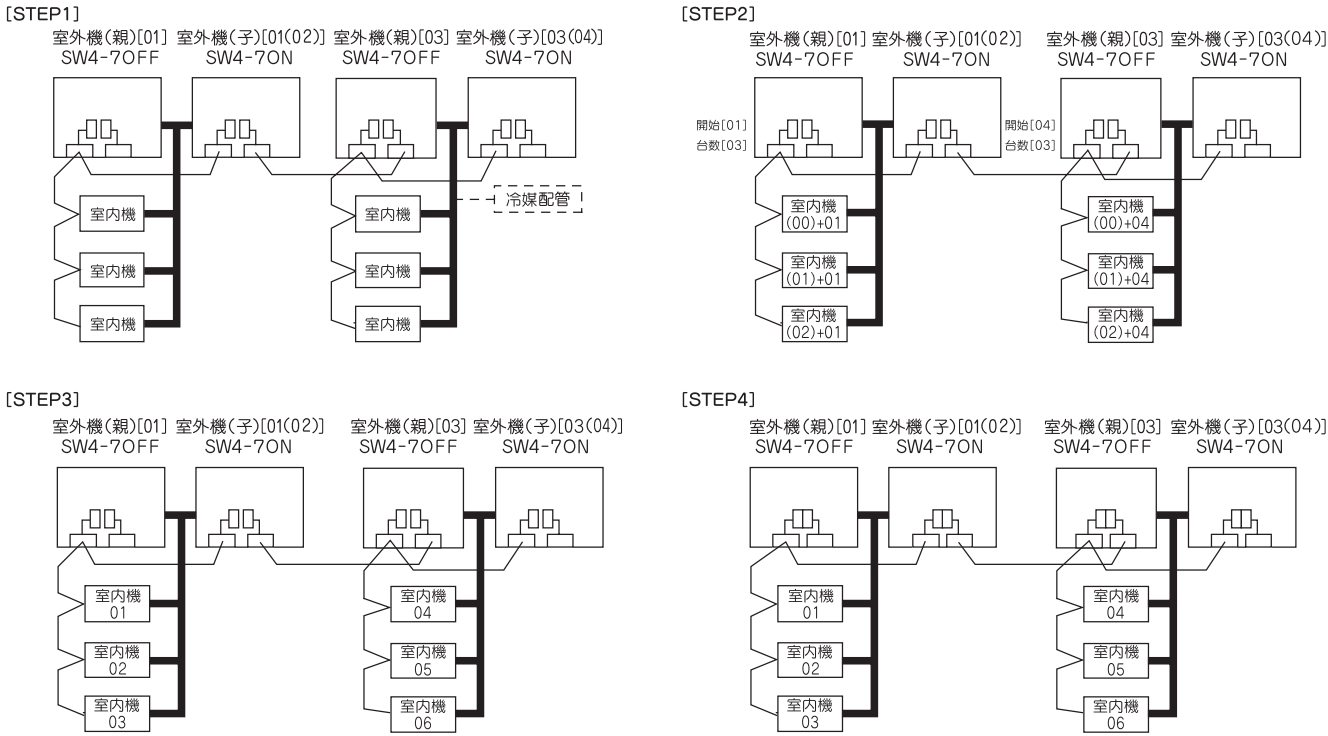 [STEP1]
室外機(親)[01] 室外機(子)[01(02)] 室外機(親)[03] 室外機(子)[03(04)]
SW4-7OFF SW4-7ON SW4-7OFF SW4-7ON
冷媒配管
室内機 室内機
室内機 室内機
室内機 室内機
[STEP2]
室外機(親)[01] 室外機(子)[01(02)] 室外機(親)[03] 室外機(子)[03(04)]
SW4-7OFF SW4-7ON SW4-7OFF SW4-7ON
開始[01] 開始[04]
台数[03] 台数[03]
室内機 室内機
(00)+01 (00)+04
室内機 室内機
(01)+01 (01)+04
室内機 室内機
(02)+01 (02)+04
[STEP3]
室外機(親)[01] 室外機(子)[01(02)] 室外機(親)[03] 室外機(子)[03(04)]
SW4-7OFF SW4-7ON SW4-7OFF SW4-7ON
室内機 室内機
01 04
室内機 室内機
02 05
室内機 室内機
03 06
[STEP4]
室外機(親)[01] 室外機(子)[01(02)] 室外機(親)[03] 室外機(子)[03(04)]
SW4-7OFF SW4-7ON SW4-7OFF SW4-7ON
室内機 室内機
01 04
室内機 室内機
02 05
室内機 室内機
03 06